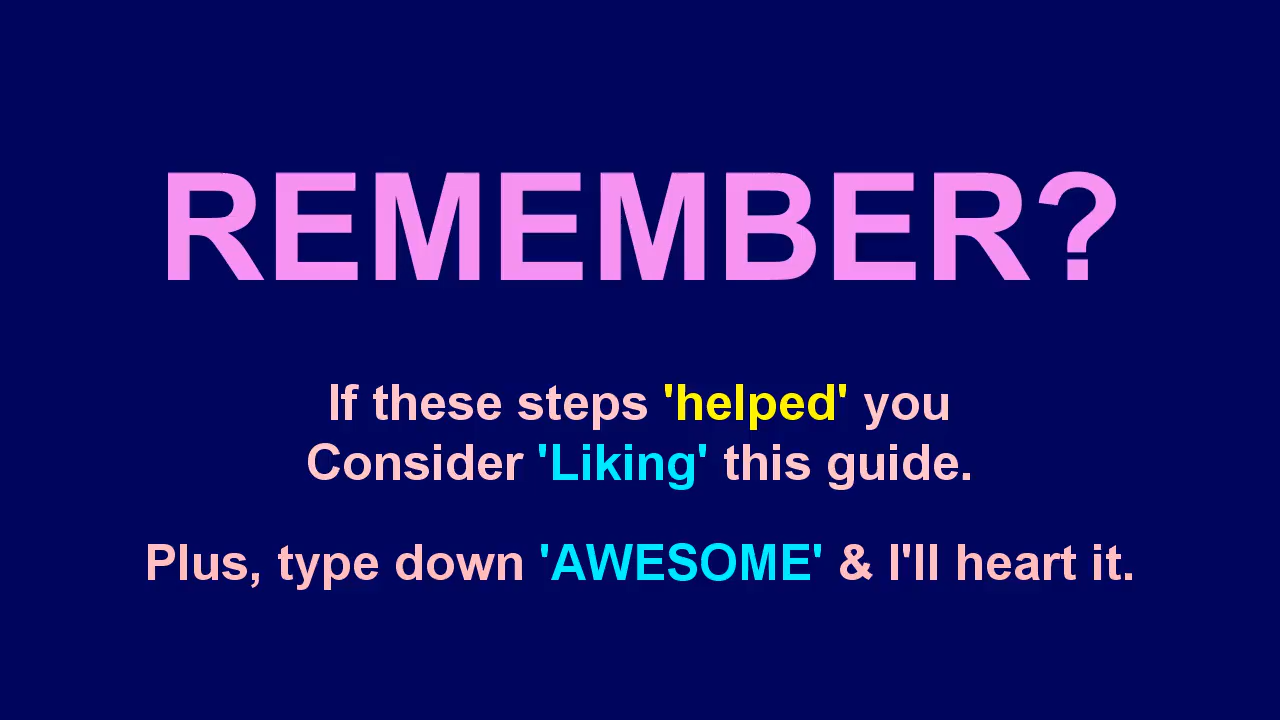 REMEMBER?
If these steps 'helped' you
Consider 'Liking' this guide.
Plus, type down 'AWESOME' & I'll heart it.